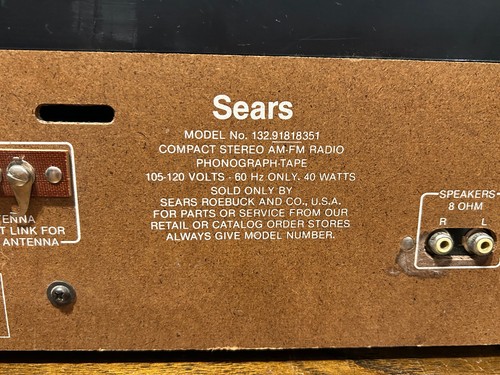 Sears
MODEL No. 132.91818351
COMPACT STEREO AM-FM RADIO
PHONOGRAPH-TAPE
105-120 VOLTS - 60 Hz ONLY. 40 WATTS
SOLD ONLY BY
SEARS ROEBUCK AND CO., U.S.A.
FOR PARTS OR SERVICE FROM OUR
RETAIL OR CATALOG ORDER STORES
ALWAYS GIVE MODEL NUMBER.
TENNA
T LINK FOR
ANTENNA
SPEAKERS
8 OHM
R L